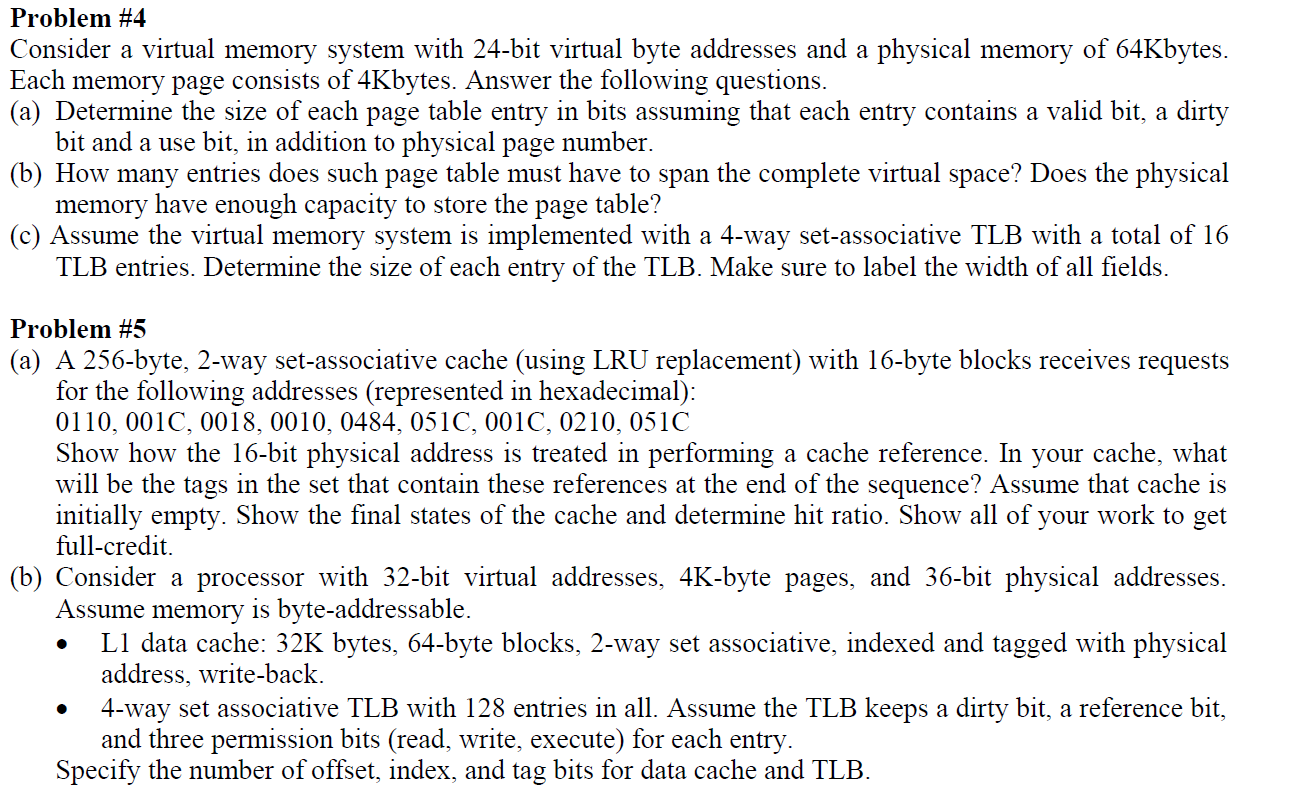 Problem #4
Consider a virtual memory system with 24-bit virtual byte addresses and a physical memory of 64Kbytes.
Each memory page consists of 4Kbytes. Answer the following questions.
(a) Determine the size of each page table entry in bits assuming that each entry contains a valid bit, a dirty
bit and a use bit, in addition to physical page number.
(b) How many entries does such page table must have to span the complete virtual space? Does the physical
memory have enough capacity to store the page table?
(c) Assume the virtual memory system is implemented with a 4-way set-associative TLB with a total of 16
TLB entries. Determine the size of each entry of the TLB. Make sure to label the width of all fields.
Problem #5
(a) A 256-byte, 2-way set-associative cache (using LRU replacement) with 16-byte blocks receives requests
for the following addresses (represented in hexadecimal):
0110, 001C, 0018, 0010, 0484, 051C, 001C, 0210, 051C
Show how the 16-bit physical address is treated in performing a cache reference. In your cache, what
will be the tags in the set that contain these references at the end of the sequence? Assume that cache is
initially empty. Show the final states of the cache and determine hit ratio. Show all of your work to get
full-credit.
(b) Consider a processor with 32-bit virtual addresses, 4K-byte pages, and 36-bit physical addresses.
Assume memory is byte-addressable.
• L1 data cache: 32K bytes, 64-byte blocks, 2-way set associative, indexed and tagged with physical
address, write-back.
• 4-way set associative TLB with 128 entries in all. Assume the TLB keeps a dirty bit, a reference bit,
and three permission bits (read, write, execute) for each entry.
Specify the number of offset, index, and tag bits for data cache and TLB.